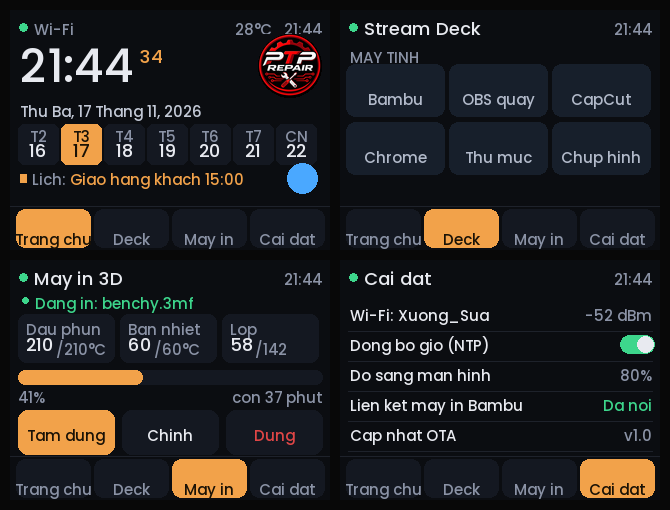 Wi-Fi 28°C 21:44
21:44 34
PTP
REPAIR
Thu Ba, 17 Thang 11, 2026
T2 T3 T4 T5 T6 T7 CN
16 17 18 19 20 21 22
Lich: Giao hang khach 15:00
Trang chu Deck May in Cai dat
Stream Deck 21:44
MAY TINH
Bambu OBS quay CapCut
Chrome Thu muc Chup hinh
Trang chu Deck May in Cai dat
May in 3D 21:44
Dang in: benchy.3mf
Dau phun Ban nhiet Lop
210 /210°C 60 /60°C 58 /142
41% con 37 phut
Tam dung Chinh Dung
Trang chu Deck May in Cai dat
Cai dat 21:44
Wi-Fi: Xuong_Sua -52 dBm
Dong bo gio (NTP)
Do sang man hinh 80%
Lien ket may in Bambu Da noi
Cap nhat OTA v1.0
Trang chu Deck May in Cai dat